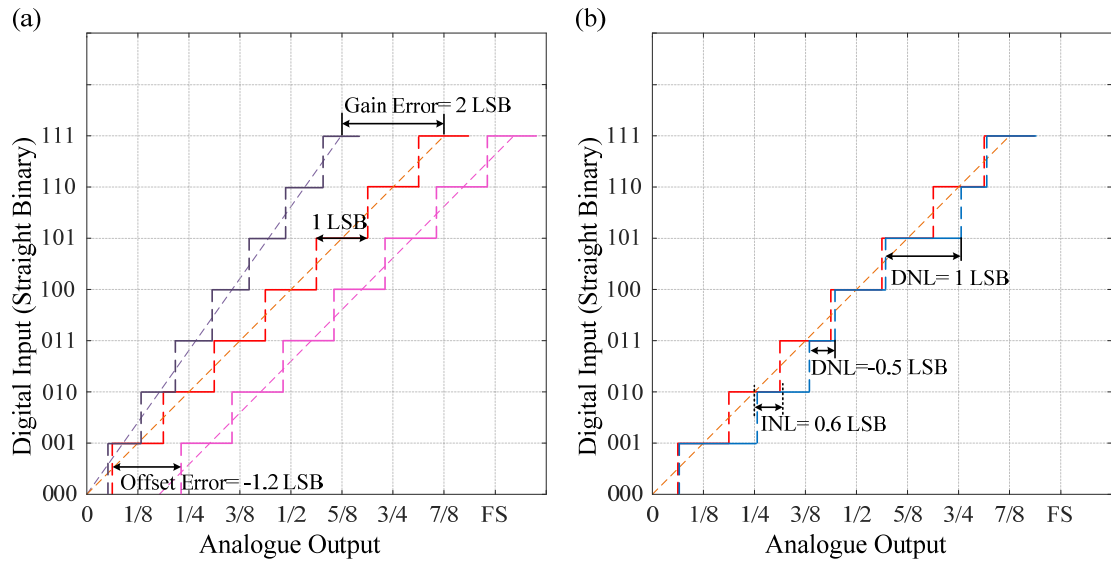 (a)
Digital Input (Straight Binary)
111
110
101
100
011
010
001
000
Gain Error= 2 LSB
1 LSB
Offset Error= -1.2 LSB
0 1/8 1/4 3/8 1/2 5/8 3/4 7/8 FS
Analogue Output
(b)
Digital Input (Straight Binary)
111
110
101
100
011
010
001
000
DNL= 1 LSB
DNL=-0.5 LSB
INL= 0.6 LSB
0 1/8 1/4 3/8 1/2 5/8 3/4 7/8 FS
Analogue Output